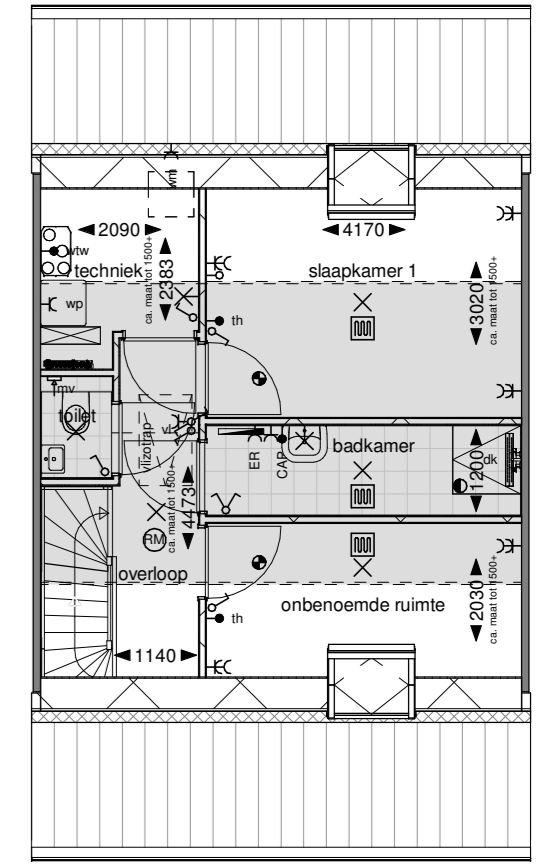 wm
2090
4170
wtw
techniek
2383
ca. maat tot 1500+
slaapkamer 1
3020
ca. maat tot 1500+
wp
th
mv
toilet
vl
vlizotrap
badkamer
ER
CAP
dk
1200
4473
ca. maat tot 1500+
RM
overloop
onbenoemde ruimte
2030
ca. maat tot 1500+
th
1140